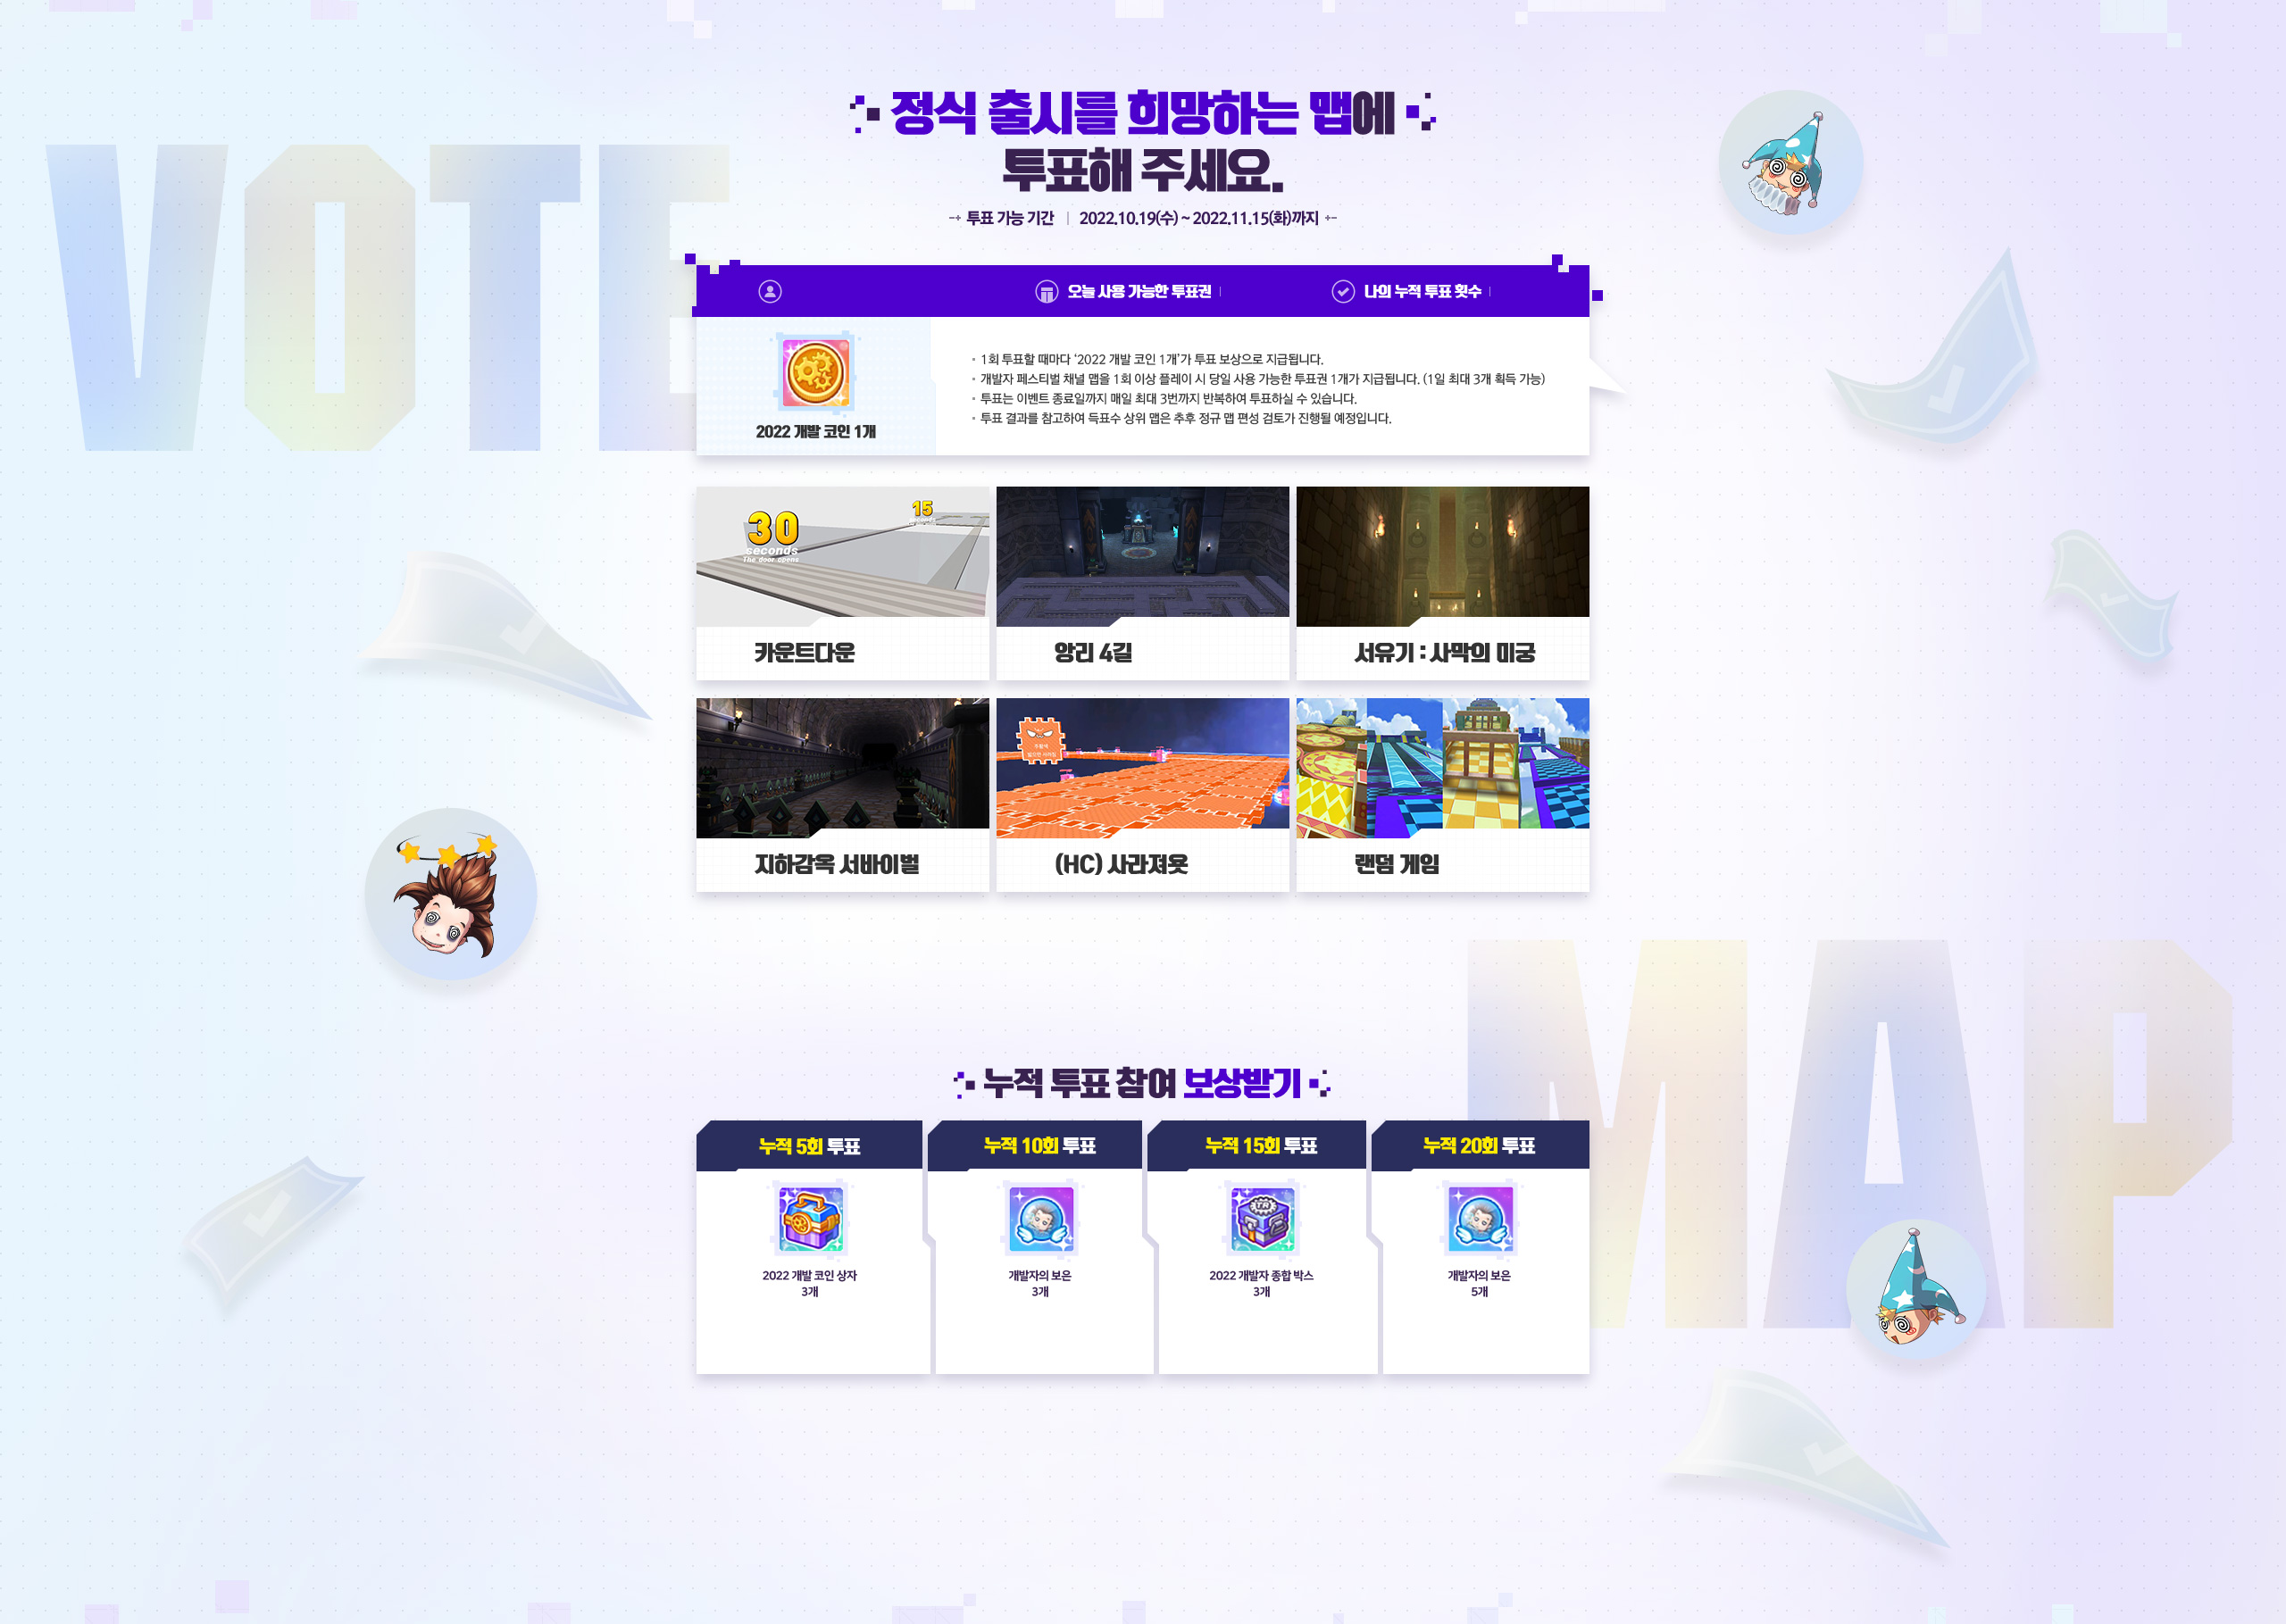 VOTE
정식 출시를 희망하는 맵에
투표해 주세요.
투표 가능 기간 | 2022.10.19(수) ~ 2022.11.15(화)까지
오늘 사용 가능한 투표권 |
나의 누적 투표 횟수 |
2022 개발 코인 1개
· 1회 투표할 때마다 ‘2022 개발 코인 1개’가 투표 보상으로 지급됩니다.
· 개발자 페스티벌 채널 맵을 1회 이상 플레이 시 당일 사용 가능한 투표권 1개가 지급됩니다. (1일 최대 3개 획득 가능)
· 투표는 이벤트 종료일까지 매일 최대 3번까지 반복하여 투표하실 수 있습니다.
· 투표 결과를 참고하여 득표수 상위 맵은 추후 정규 맵 편성 검토가 진행될 예정입니다.
30
seconds
The door opens
15
카운트다운
앙리 4길
서유기 : 사막의 미궁
지하감옥 서바이벌
(HC) 사라져욧
랜덤 게임
MAP
누적 투표 참여 보상받기
누적 5회 투표
2022 개발 코인 상자
3개
누적 10회 투표
개발자의 보은
3개
누적 15회 투표
2022 개발자 종합 박스
3개
누적 20회 투표
개발자의 보은
5개